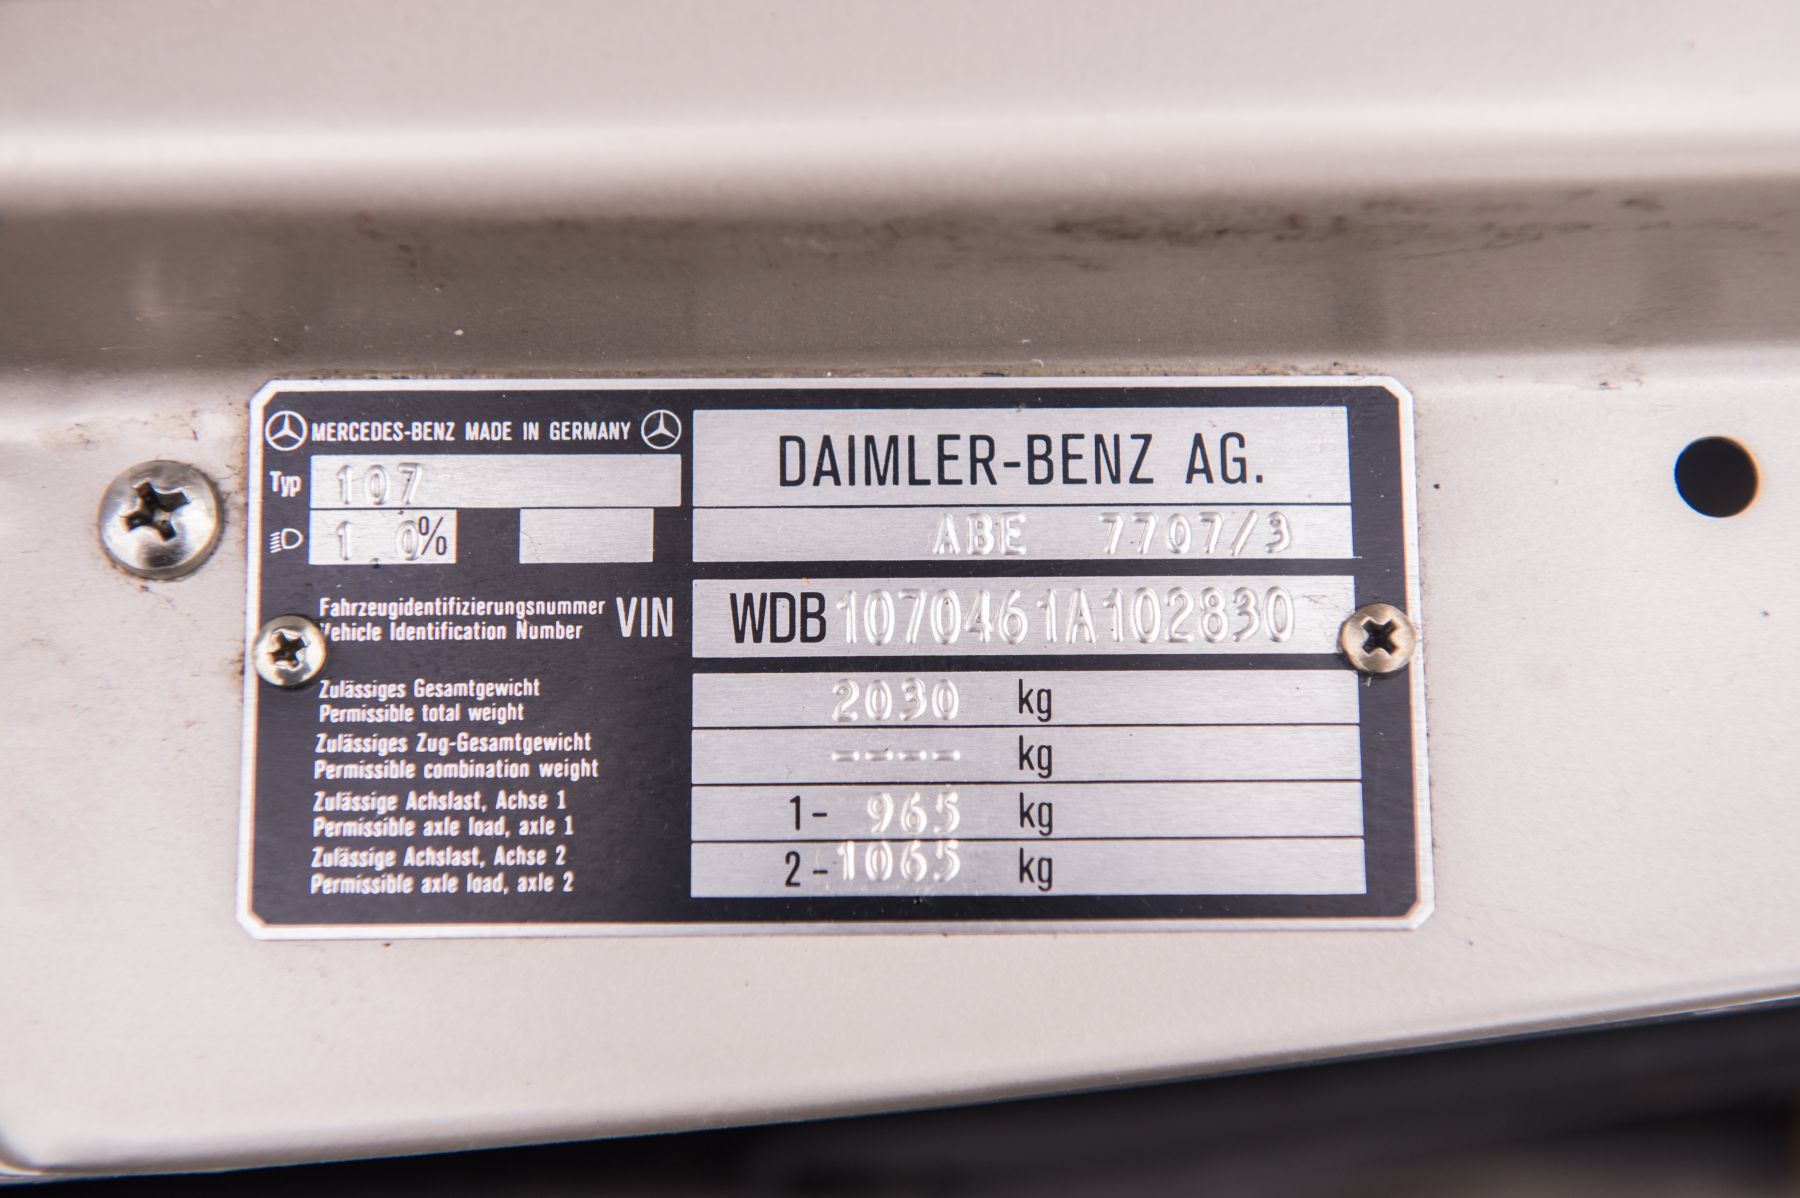 MERCEDES-BENZ MADE IN GERMANY
Typ 107
1.0%
DAIMLER-BENZ AG.
ABE 7707/3
Fahrzeugidentifizierungsnummer
Vehicle Identification Number
VIN WDB1070461A102830
Zulässiges Gesamtgewicht
Permissible total weight
2030 kg
Zulässiges Zug-Gesamtgewicht
Permissible combination weight
---- kg
Zulässige Achslast, Achse 1
Permissible axle load, axle 1
1- 965 kg
Zulässige Achslast, Achse 2
Permissible axle load, axle 2
2-1065 kg